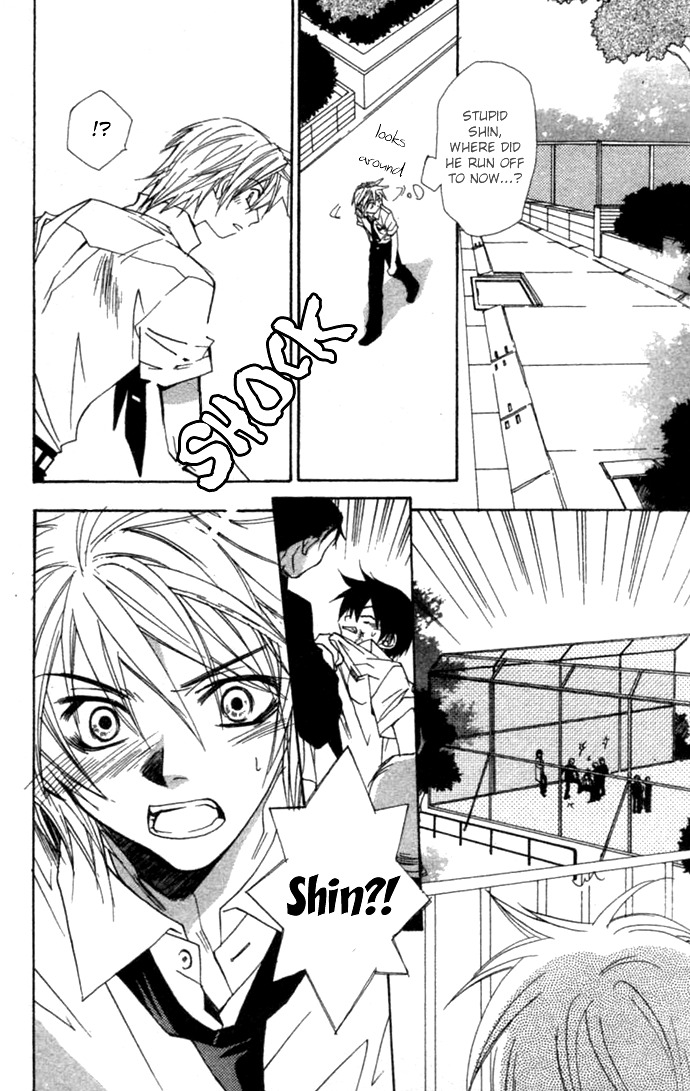 STUPID
SHIN,
WHERE DID
HE RUN OFF
TO NOW...?
looks
around
!?
SHOCK
Shin?!